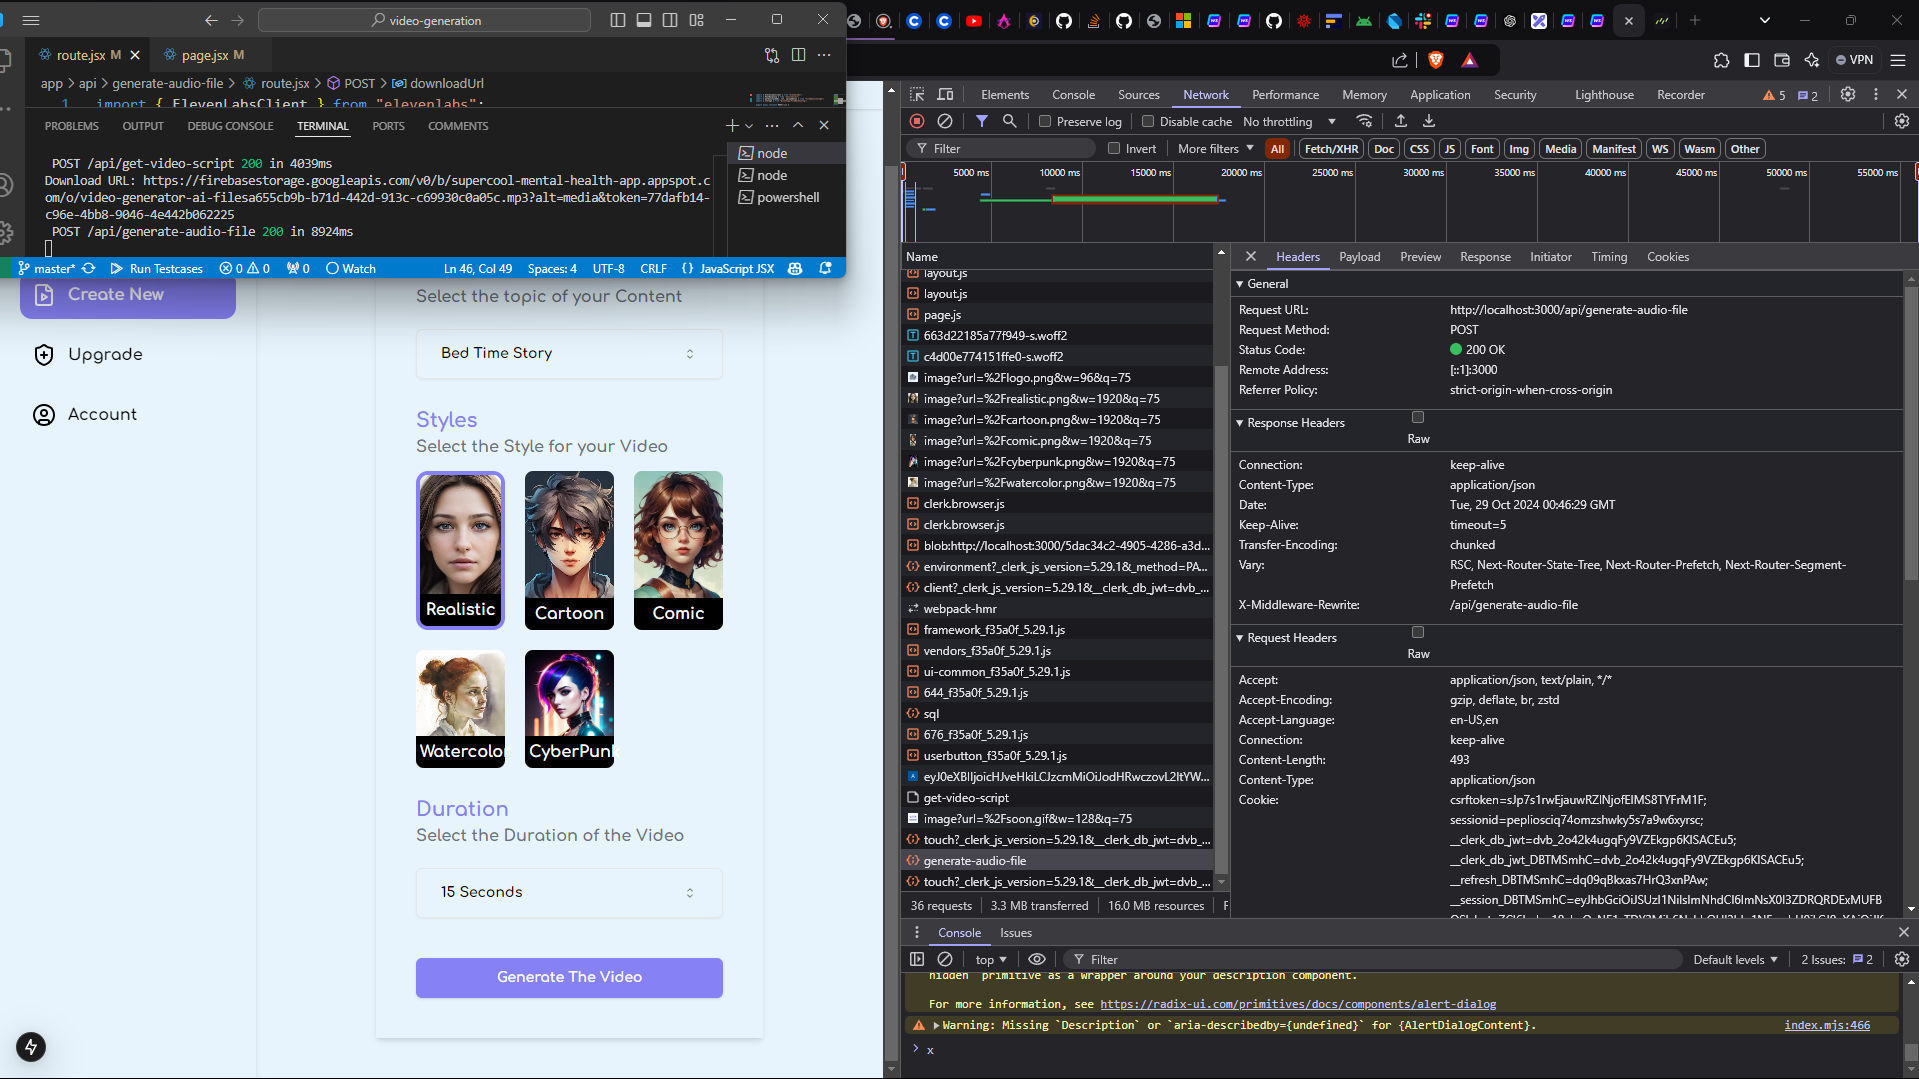 video-generation
route.jsx M
page.jsx M
app > api > generate-audio-file > route.jsx > POST > downloadUrl
1 import { ElevenLabsClient } from "elevenlabs";
PROBLEMS OUTPUT DEBUG CONSOLE TERMINAL PORTS COMMENTS
POST /api/get-video-script 200 in 4039ms
Download URL: https://firebasestorage.googleapis.com/v0/b/supercool-mental-health-app.appspot.c
om/o/video-generator-ai-filesa655cb9b-b71d-442d-913c-c69930c0a05c.mp3?alt=media&token=77dafb14-
c96e-4bb8-9046-4e442b062225
POST /api/generate-audio-file 200 in 8924ms
node
node
powershell
master* Run Testcases 0 0 0 Watch Ln 46, Col 49 Spaces: 4 UTF-8 CRLF {} JavaScript JSX
Create New
Upgrade
Account
Select the topic of your Content
Bed Time Story
Styles
Select the Style for your Video
Realistic
Cartoon
Comic
Watercolor
CyberPunk
Duration
Select the Duration of the Video
15 Seconds
Generate The Video
VPN
Elements Console Sources Network Performance Memory Application Security Lighthouse Recorder 5 2
Preserve log Disable cache No throttling
Filter Invert More filters All Fetch/XHR Doc CSS JS Font Img Media Manifest WS Wasm Other
5000 ms 10000 ms 15000 ms 20000 ms 25000 ms 30000 ms 35000 ms 40000 ms 45000 ms 50000 ms 55000 ms
Name
layout.js
layout.js
page.js
663d22185a77f949-s.woff2
c4d00e774151ffe0-s.woff2
image?url=%2Flogo.png&w=96&q=75
image?url=%2Frealistic.png&w=1920&q=75
image?url=%2Fcartoon.png&w=1920&q=75
image?url=%2Fcomic.png&w=1920&q=75
image?url=%2Fcyberpunk.png&w=1920&q=75
image?url=%2Fwatercolor.png&w=1920&q=75
clerk.browser.js
clerk.browser.js
blob:http://localhost:3000/5dac34c2-4905-4286-a3d...
environment?_clerk_js_version=5.29.1&_method=PA...
client?_clerk_js_version=5.29.1&__clerk_db_jwt=dvb_...
webpack-hmr
framework_f35a0f_5.29.1.js
vendors_f35a0f_5.29.1.js
ui-common_f35a0f_5.29.1.js
644_f35a0f_5.29.1.js
sql
676_f35a0f_5.29.1.js
userbutton_f35a0f_5.29.1.js
get-video-script
image?url=%2Fsoon.gif&w=128&q=75
touch?_clerk_js_version=5.29.1&__clerk_db_jwt=dvb_...
generate-audio-file
touch?_clerk_js_version=5.29.1&__clerk_db_jwt=dvb_...
36 requests 3.3 MB transferred 16.0 MB resources F
Headers Payload Preview Response Initiator Timing Cookies
General
Request URL: http://localhost:3000/api/generate-audio-file
Request Method: POST
Status Code: 200 OK
Remote Address: [::1]:3000
Referrer Policy: strict-origin-when-cross-origin
Response Headers
Raw
Connection: keep-alive
Content-Type: application/json
Date: Tue, 29 Oct 2024 00:46:29 GMT
Keep-Alive: timeout=5
Transfer-Encoding: chunked
Vary: RSC, Next-Router-State-Tree, Next-Router-Prefetch, Next-Router-Segment-
Prefetch
X-Middleware-Rewrite: /api/generate-audio-file
Request Headers
Raw
Accept: application/json, text/plain, */*
Accept-Encoding: gzip, deflate, br, zstd
Accept-Language: en-US,en
Connection: keep-alive
Content-Length: 493
Content-Type: application/json
Cookie:
Console Issues
top Filter Default levels 2 Issues: 2
hidden` primitive as a wrapper around your description component.
For more information, see https://radix-ui.com/primitives/docs/components/alert-dialog
Warning: Missing `Description` or `aria-describedby={undefined}` for {AlertDialogContent}. index.mjs:466
x